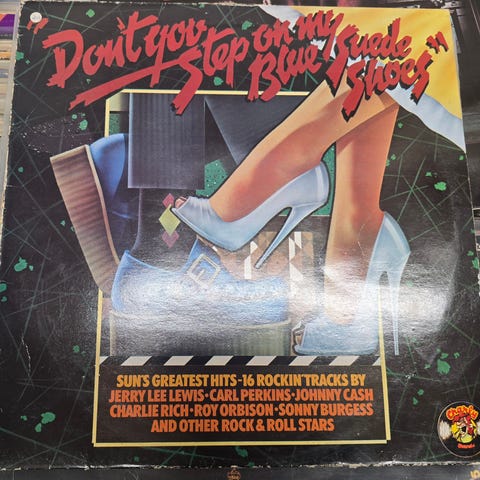 "Don't you
Step on my
Blue Suede
Shoes"
SUN'S GREATEST HITS-16 ROCKIN' TRACKS BY
JERRY LEE LEWIS·CARL PERKINS·JOHNNY CASH
CHARLIE RICH·ROY ORBISON·SONNY BURGESS
AND OTHER ROCK & ROLL STARS
Charly